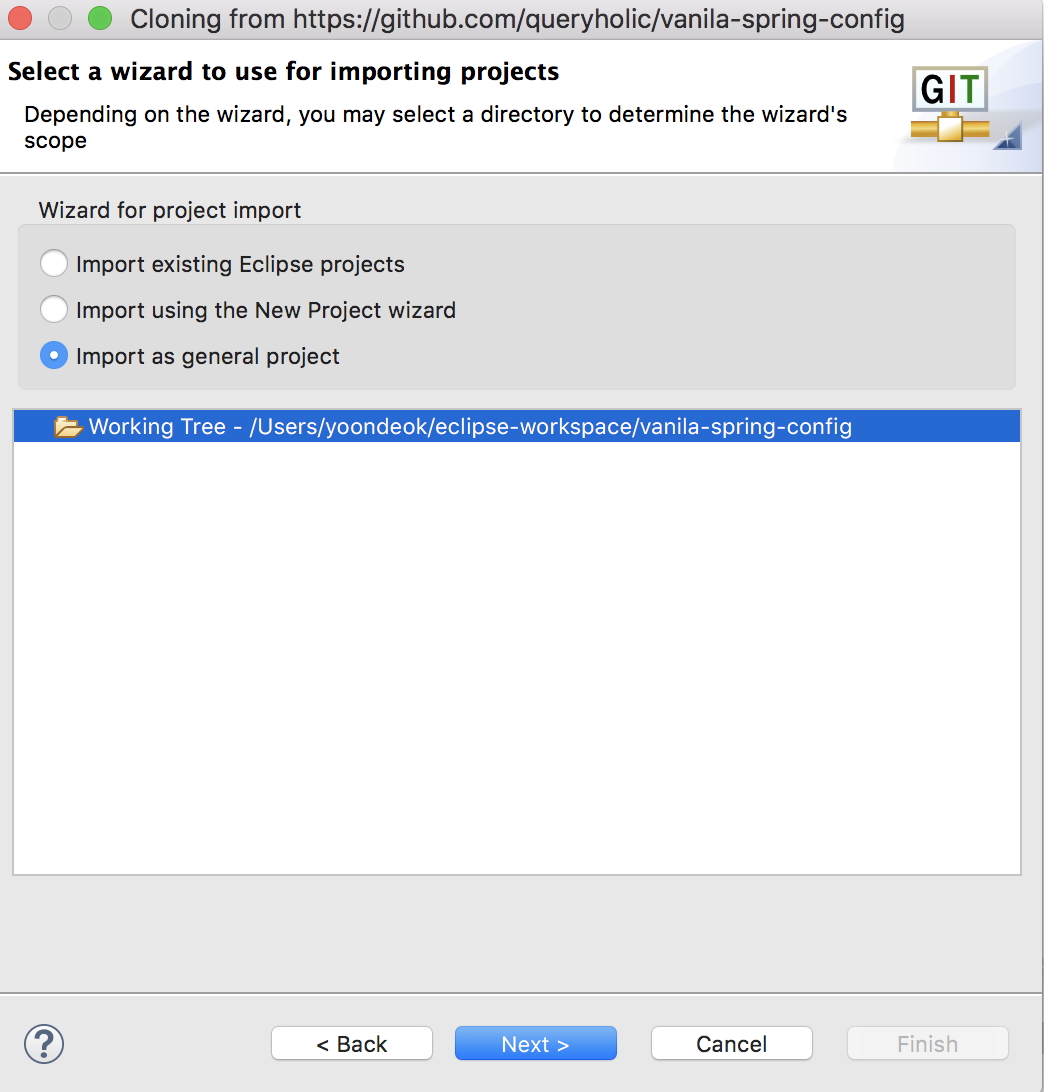 Cloning from https://github.com/queryholic/vanila-spring-config
Select a wizard to use for importing projects
Depending on the wizard, you may select a directory to determine the wizard's
scope
GIT
Wizard for project import
Import existing Eclipse projects
Import using the New Project wizard
Import as general project
Working Tree - /Users/yoondeok/eclipse-workspace/vanila-spring-config
?
< Back
Next >
Cancel
Finish